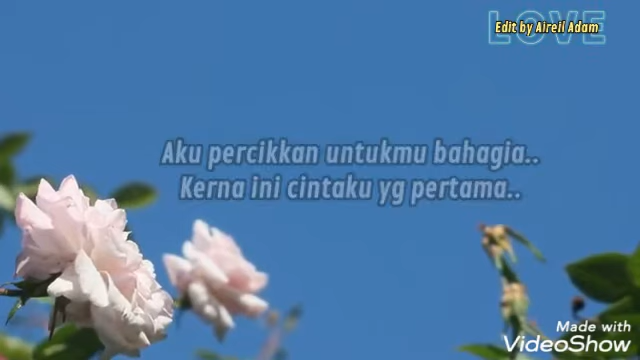 LOVE
Edit by Aireil Adam
Aku percikkan untukmu bahagia..
Kerna ini cintaku yg pertama..
Made with
VideoShow